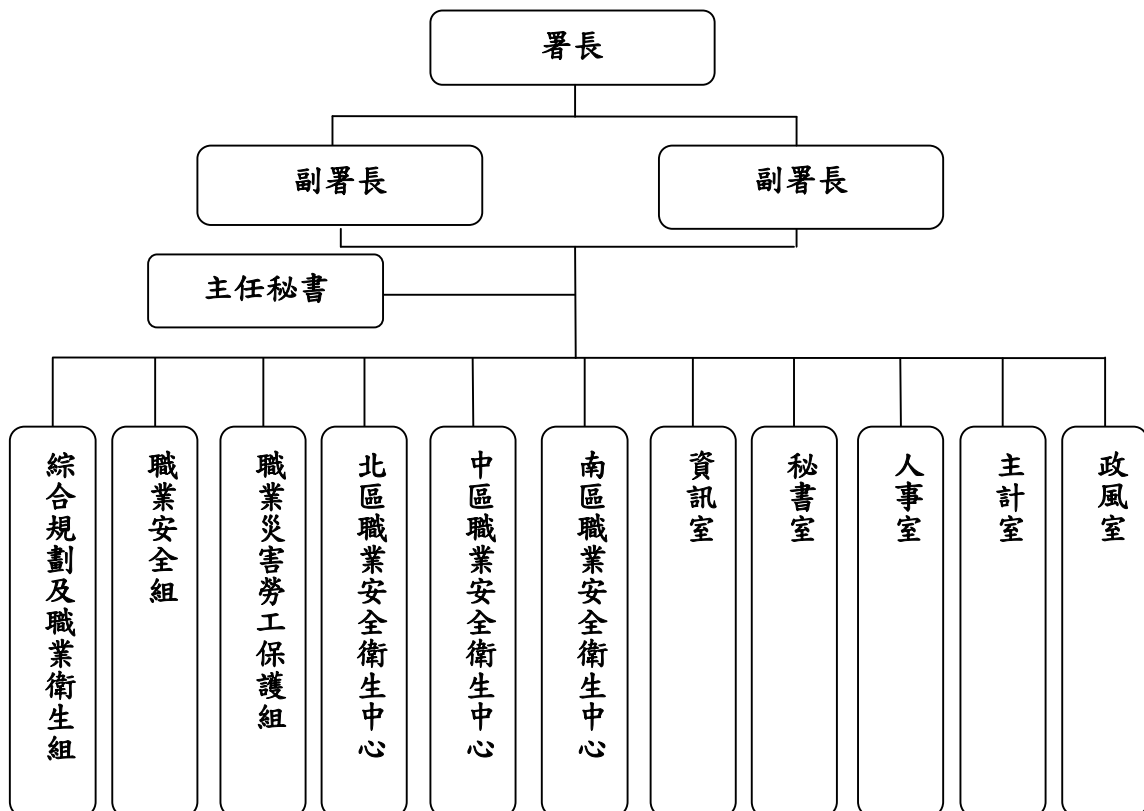 署長
副署長
副署長
主任秘書
綜合規劃及職業衛生組
職業安全組
職業災害勞工保護組
北區職業安全衛生中心
中區職業安全衛生中心
南區職業安全衛生中心
資訊室
秘書室
人事室
主計室
政風室